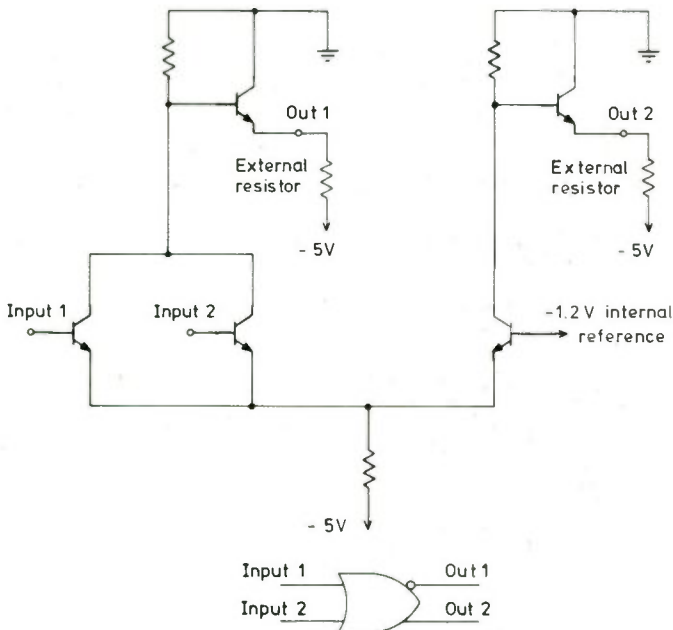 Out 1
Out 2
External
resistor
External
resistor
- 5V
- 5V
Input 1
Input 2
-1.2V internal
reference
- 5V
Input 1
Out 1
Input 2
Out 2